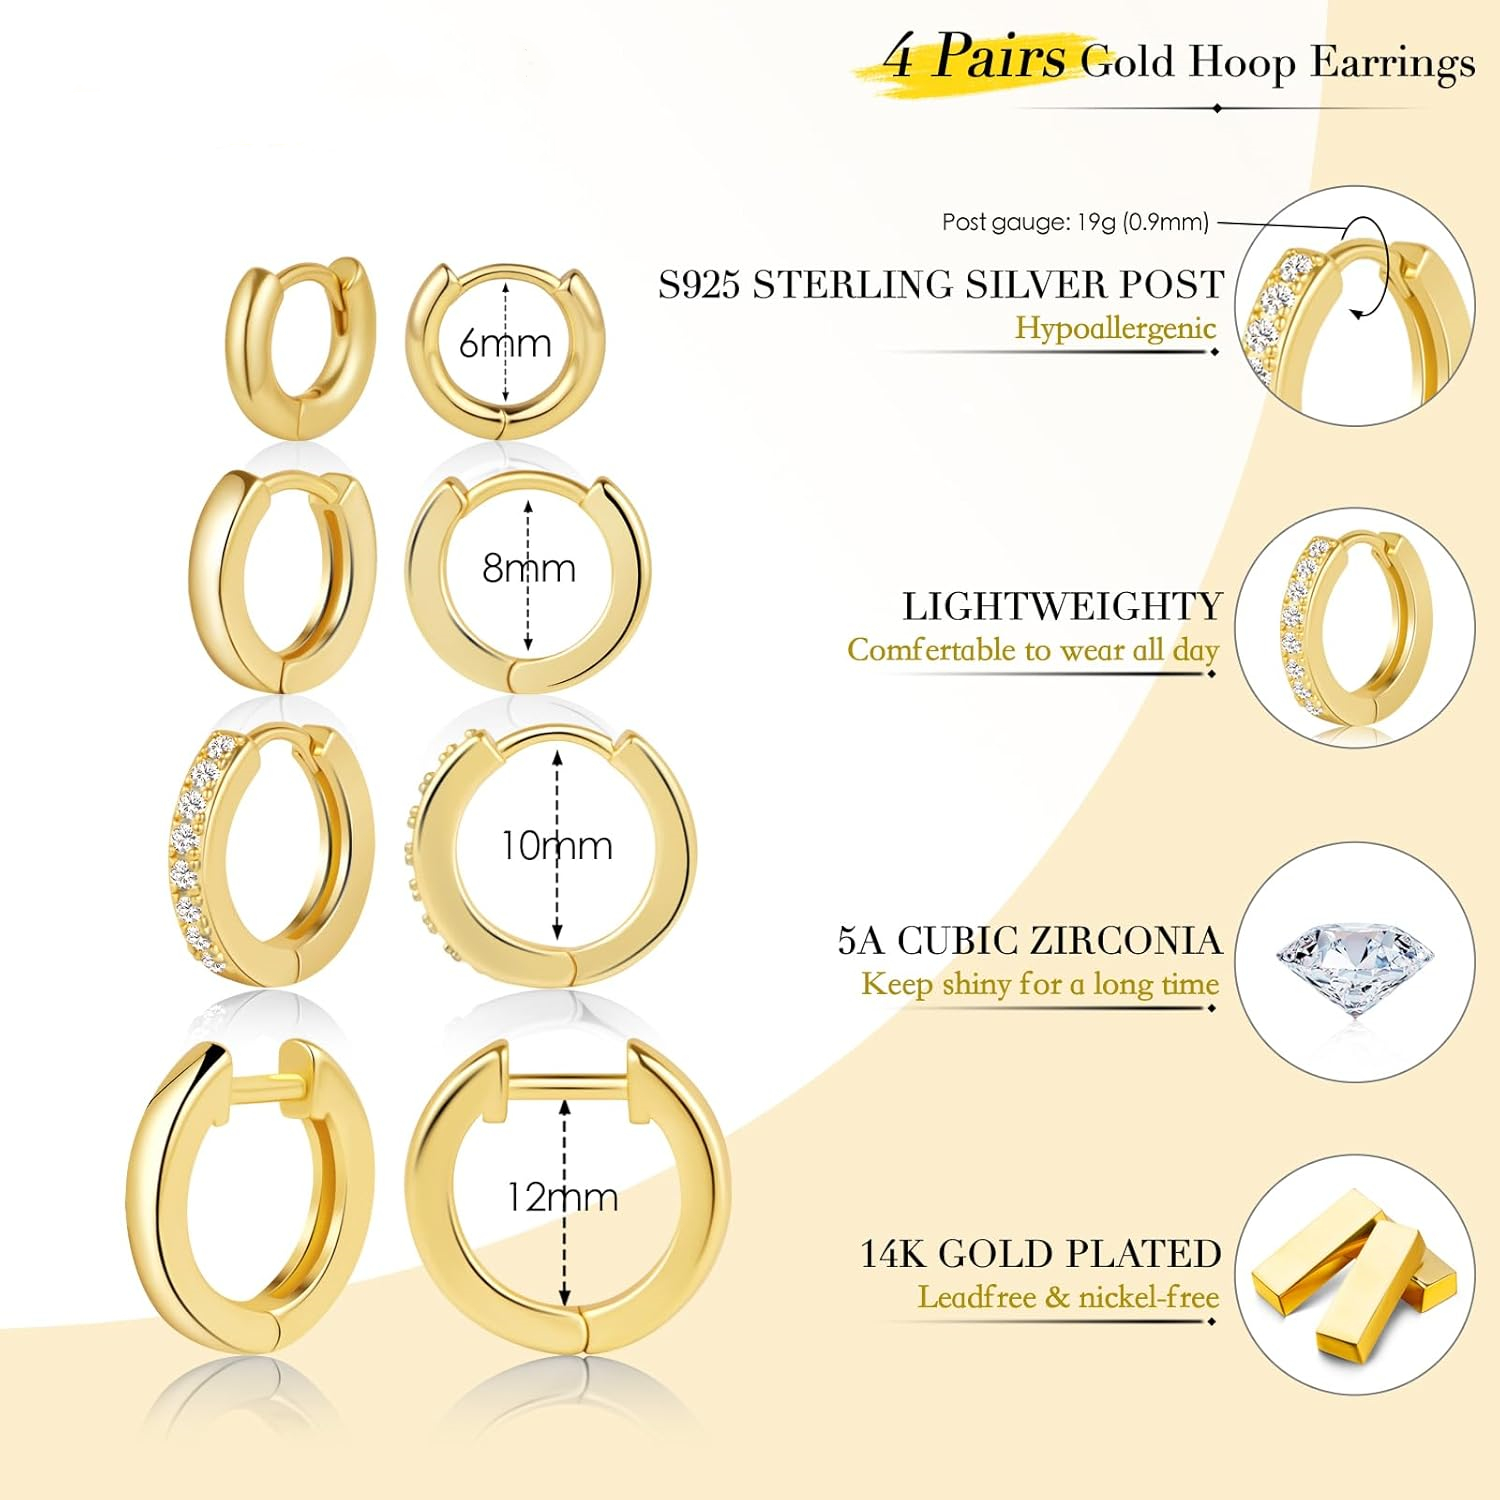 4 Pairs Gold Hoop Earrings
Post gauge: 19g (0.9mm)
S925 STERLING SILVER POST
Hypoallergenic
6mm
8mm
LIGHTWEIGHTY
Comfertable to wear all day
10mm
5A CUBIC ZIRCONIA
Keep shiny for a long time
12mm
14K GOLD PLATED
Leadfree & nickel-free